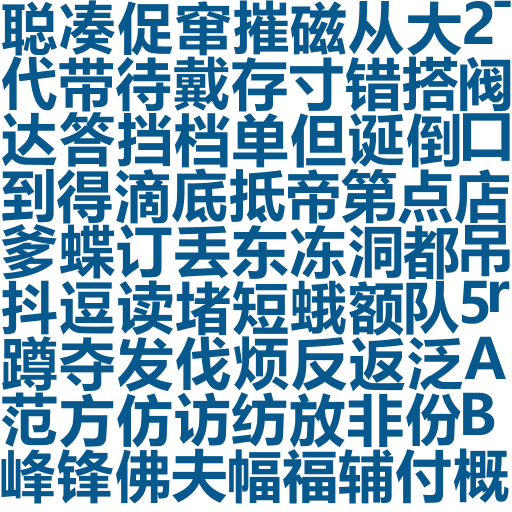 聪凑促窜摧磁从大2-
代带待戴存寸错搭阀
达答挡档单但诞倒口
到得滴底抵帝第点店
爹蝶订丢东冻洞都吊
抖逗读堵短蛾额队5r
蹲夺发伐烦反返泛A
范方仿访纺放非份B
峰锋佛夫幅福辅付概